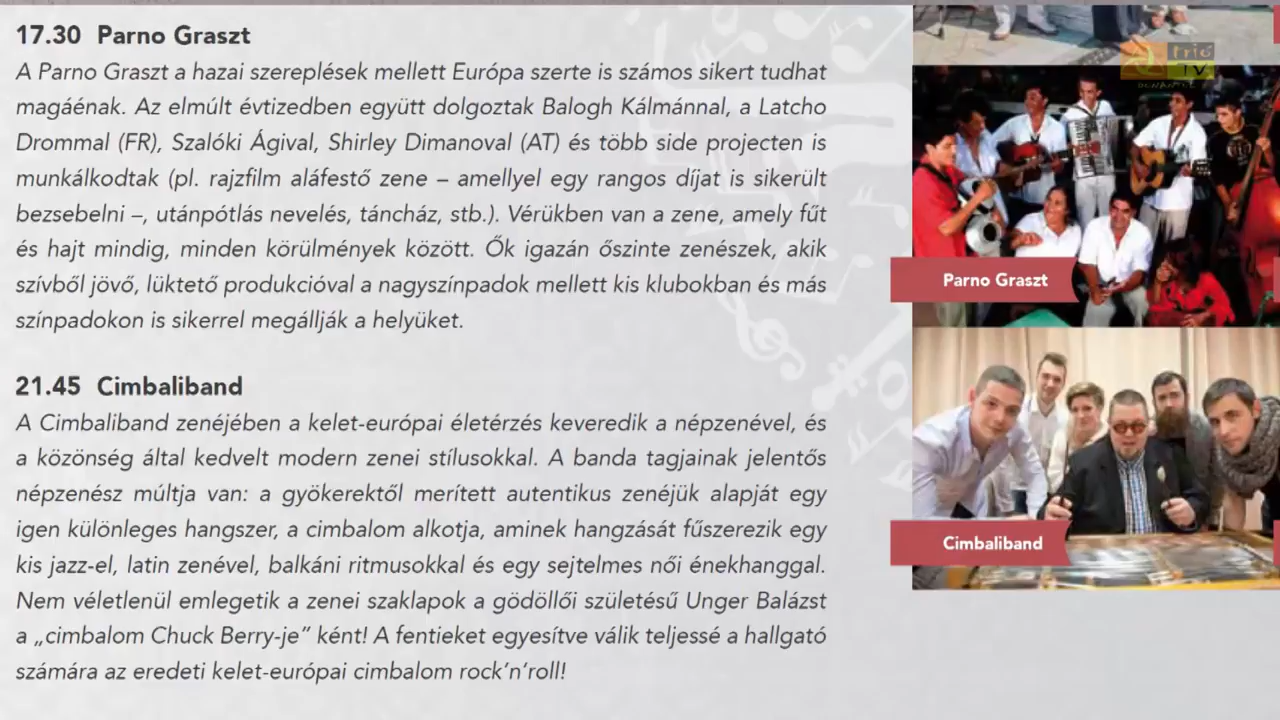 17.30 Parno Graszt
A Parno Graszt a hazai szereplések mellett Európa szerte is számos sikert tudhat
magáénak. Az elmúlt évtizedben együtt dolgoztak Balogh Kálmánnal, a Latcho
Drommal (FR), Szalóki Ágival, Shirley Dimanoval (AT) és több side projecten is
munkálkodtak (pl. rajzfilm aláfestő zene – amellyel egy rangos díjat is sikerült
bezsebelni –, utánpótlás nevelés, táncház, stb.). Vérükben van a zene, amely fűt
és hajt mindig, minden körülmények között. Ők igazán őszinte zenészek, akik
szívből jövő, lüktető produkcióval a nagyszínpadok mellett kis klubokban és más
színpadokon is sikerrel megállják a helyüket.
21.45 Cimbaliband
A Cimbaliband zenéjében a kelet-európai életérzés keveredik a népzenével, és
a közönség által kedvelt modern zenei stílusokkal. A banda tagjainak jelentős
népzenész múltja van: a gyökerektől merített autentikus zenéjük alapját egy
igen különleges hangszer, a cimbalom alkotja, aminek hangzását fűszerezik egy
kis jazz-el, latin zenével, balkáni ritmusokkal és egy sejtelmes női énekhanggal.
Nem véletlenül emlegetik a zenei szaklapok a gödöllői születésű Unger Balázst
a „cimbalom Chuck Berry-je” ként! A fentieket egyesítve válik teljessé a hallgató
számára az eredeti kelet-európai cimbalom rock’n’roll!
trió
TV
Parno Graszt
Cimbaliband